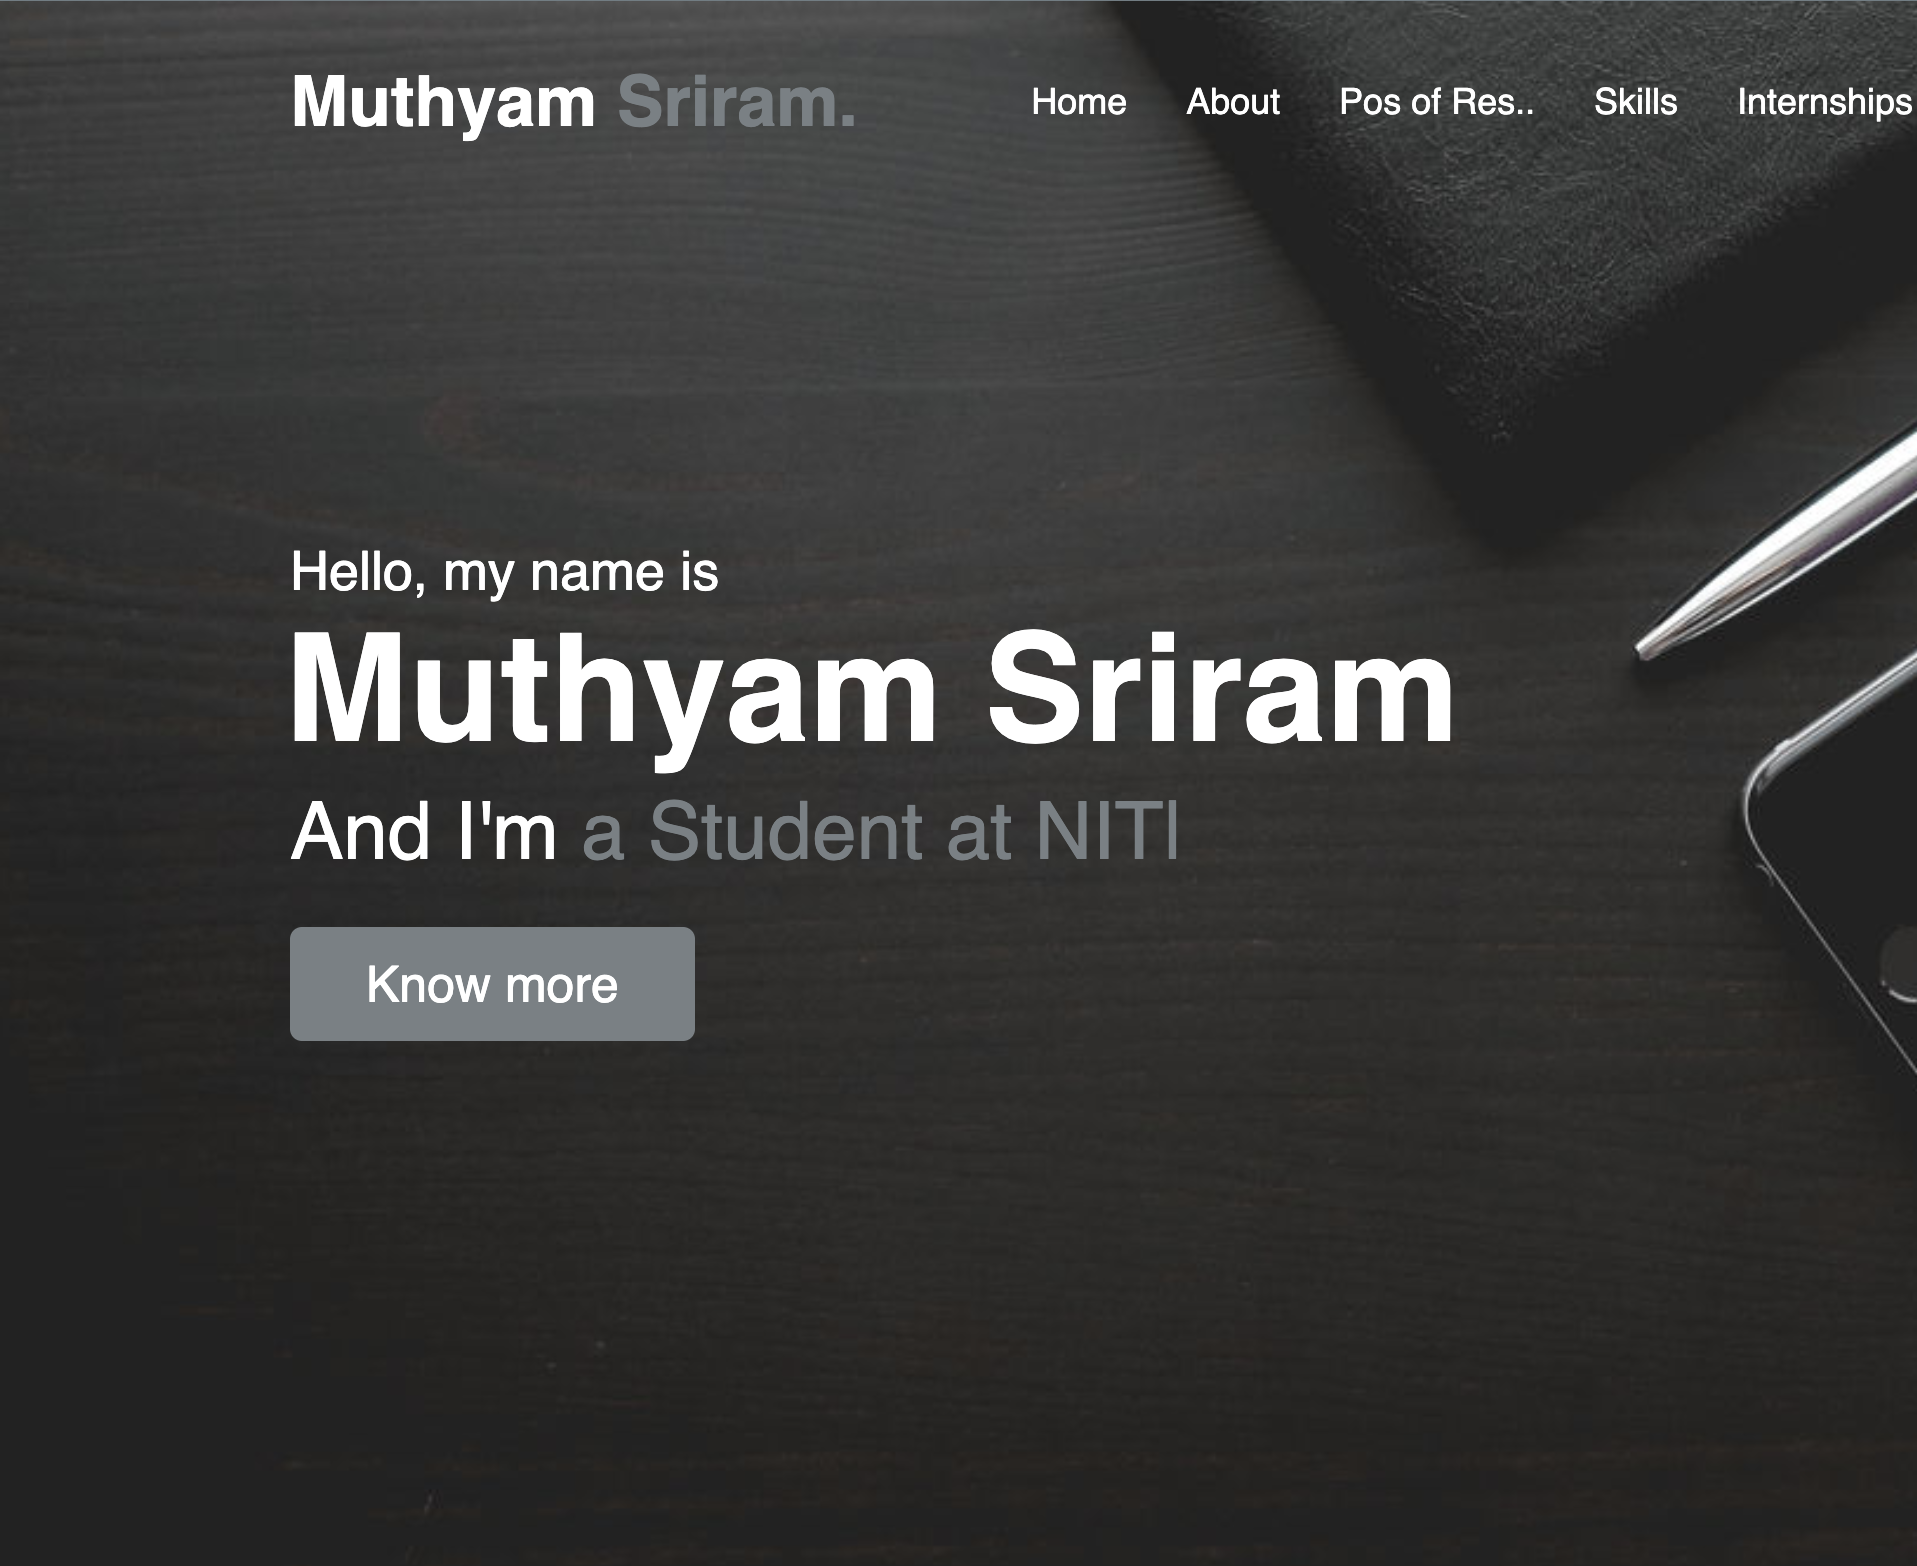 Muthyam Sriram.
Home About Pos of Res.. Skills Internships
Hello, my name is
Muthyam Sriram
And I'm a Student at NIT|
Know more